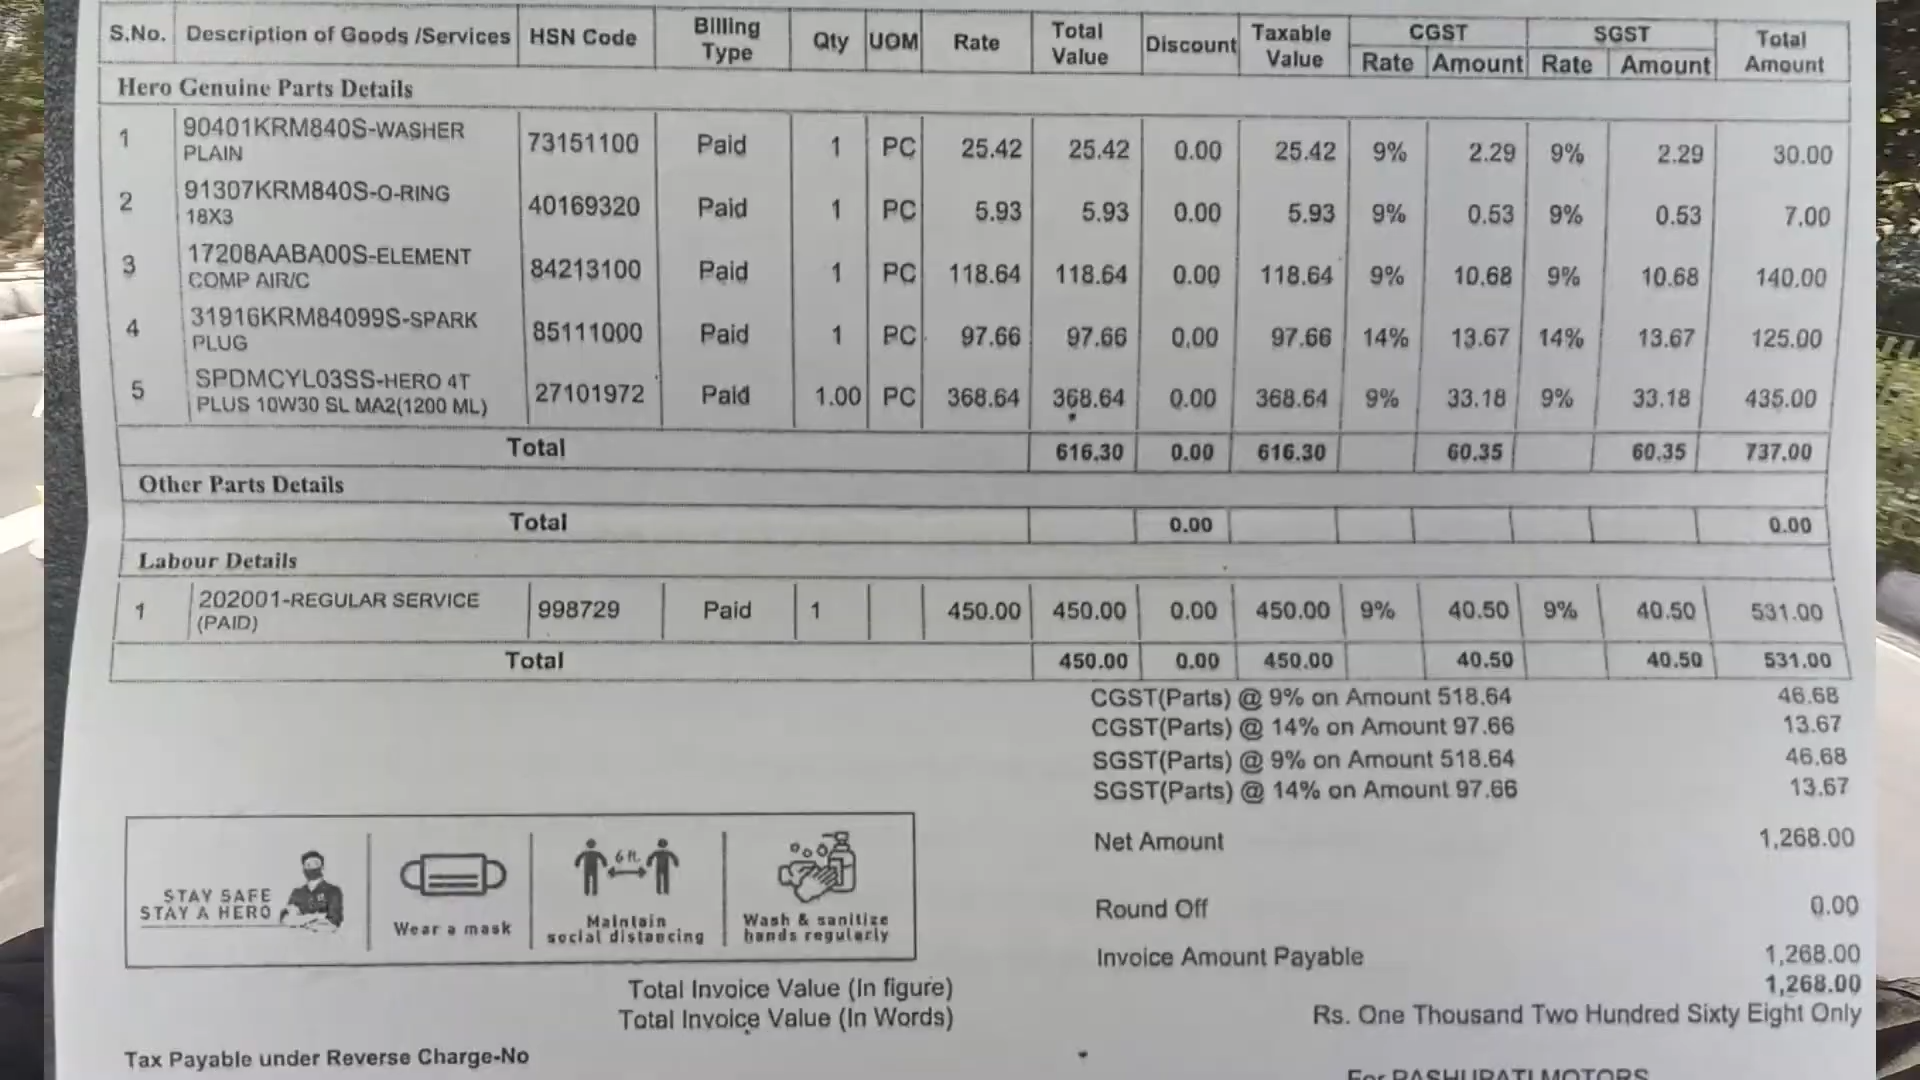 S.No. Description of Goods /Services HSN Code Billing Type Qty UOM Rate Total Value Discount Taxable Value CGST Rate Amount SGST Rate Amount Total Amount
Hero Genuine Parts Details
1 90401KRM840S-WASHER PLAIN 73151100 Paid 1 PC 25.42 25.42 0.00 25.42 9% 2.29 9% 2.29 30.00
2 91307KRM840S-O-RING 18X3 40169320 Paid 1 PC 5.93 5.93 0.00 5.93 9% 0.53 9% 0.53 7.00
3 17208AABA00S-ELEMENT COMP AIR/C 84213100 Paid 1 PC 118.64 118.64 0.00 118.64 9% 10.68 9% 10.68 140.00
4 31916KRM84099S-SPARK PLUG 85111000 Paid 1 PC 97.66 97.66 0.00 97.66 14% 13.67 14% 13.67 125.00
5 SPDMCYL03SS-HERO 4T PLUS 10W30 SL MA2(1200 ML) 27101972 Paid 1.00 PC 368.64 368.64 0.00 368.64 9% 33.18 9% 33.18 435.00
Total 616.30 0.00 616.30 60.35 60.35 737.00
Other Parts Details
Total 0.00 0.00
Labour Details
1 202001-REGULAR SERVICE (PAID) 998729 Paid 1 450.00 450.00 0.00 450.00 9% 40.50 9% 40.50 531.00
Total 450.00 0.00 450.00 40.50 40.50 531.00
CGST(Parts) @ 9% on Amount 518.64 46.68
CGST(Parts) @ 14% on Amount 97.66 13.67
SGST(Parts) @ 9% on Amount 518.64 46.68
SGST(Parts) @ 14% on Amount 97.66 13.67
Net Amount 1,268.00
Round Off 0.00
Invoice Amount Payable 1,268.00
STAY SAFE
STAY A HERO
Wear a mask
6 ft.
Maintain
social distancing
Wash & sanitize
hands regularly
Total Invoice Value (In figure) 1,268.00
Total Invoice Value (In Words) Rs. One Thousand Two Hundred Sixty Eight Only
Tax Payable under Reverse Charge-No
For PASHUPATI MOTORS